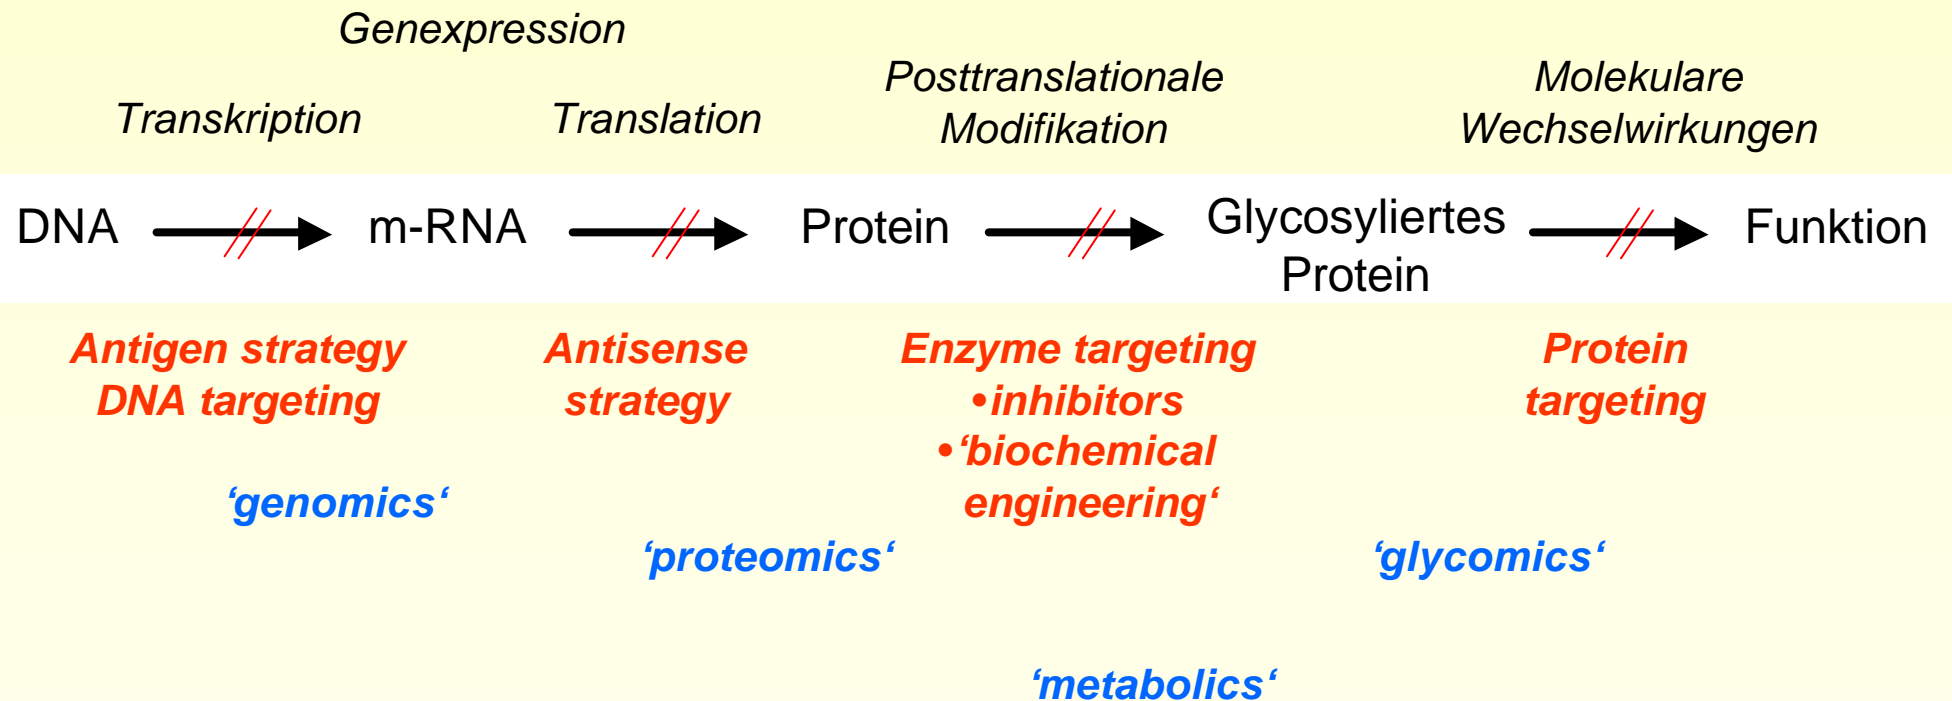 Genexpression
Transkription
Translation
Posttranslationale
Modifikation
Molekulare
Wechselwirkungen
DNA
m-RNA
Protein
Glycosyliertes
Protein
Funktion
Antigen strategy
DNA targeting
Antisense
strategy
Enzyme targeting
•inhibitors
•‘biochemical
engineering‘
Protein
targeting
‘genomics‘
‘proteomics‘
‘glycomics‘
‘metabolics‘